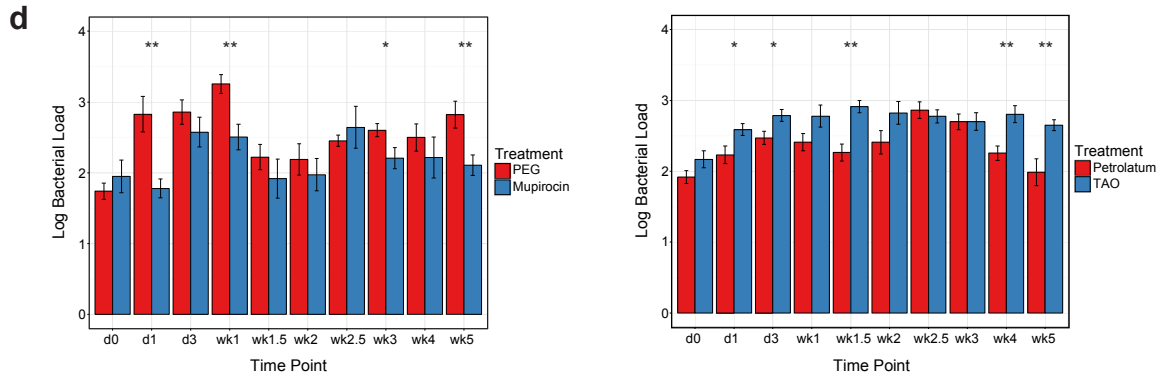 d
4
3
2
1
0
Log Bacterial Load
** ** * **
d0 d1 d3 wk1 wk1.5 wk2 wk2.5 wk3 wk4 wk5
Time Point
Treatment
PEG
Mupirocin
4
3
2
1
0
Log Bacterial Load
* * ** ** **
d0 d1 d3 wk1 wk1.5 wk2 wk2.5 wk3 wk4 wk5
Time Point
Treatment
Petrolatum
TAO